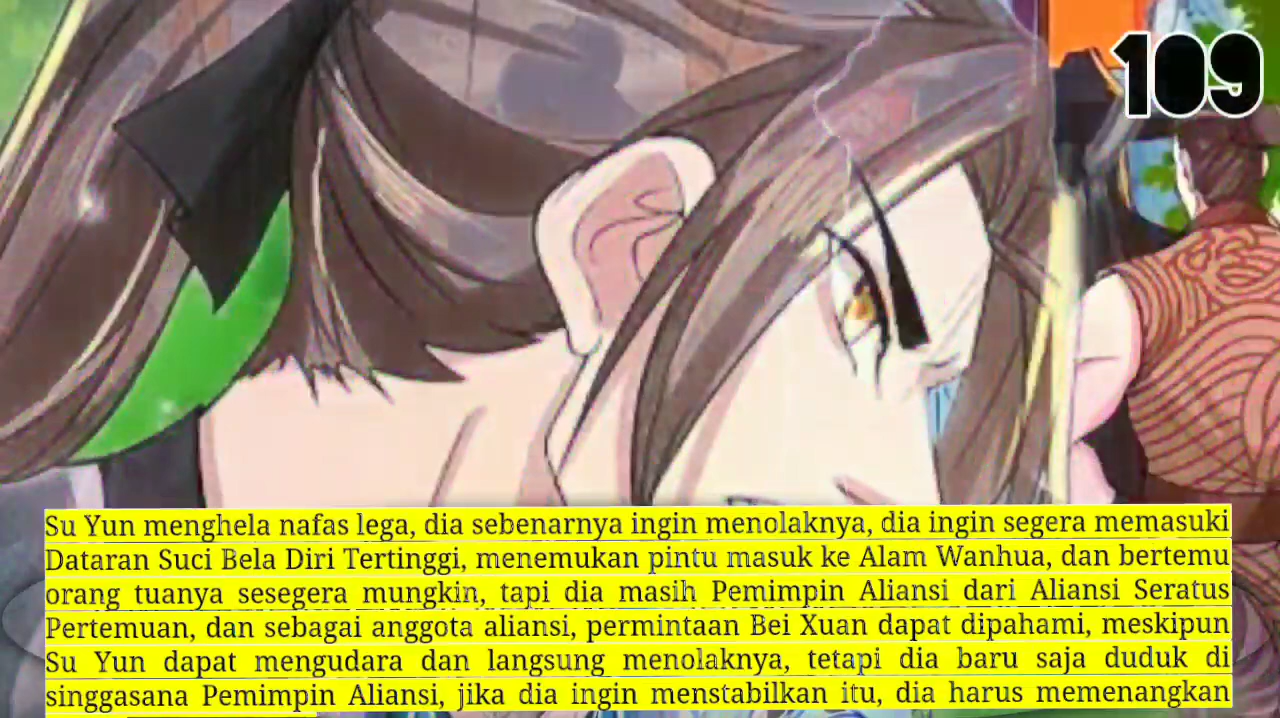 109
Su Yun menghela nafas lega, dia sebenarnya ingin menolaknya, dia ingin segera memasuki
Dataran Suci Bela Diri Tertinggi, menemukan pintu masuk ke Alam Wanhua, dan bertemu
orang tuanya sesegera mungkin, tapi dia masih Pemimpin Aliansi dari Aliansi Seratus
Pertemuan, dan sebagai anggota aliansi, permintaan Bei Xuan dapat dipahami, meskipun
Su Yun dapat mengudara dan langsung menolaknya, tetapi dia baru saja duduk di
singgasana Pemimpin Aliansi, jika dia ingin menstabilkan itu, dia harus memenangkan